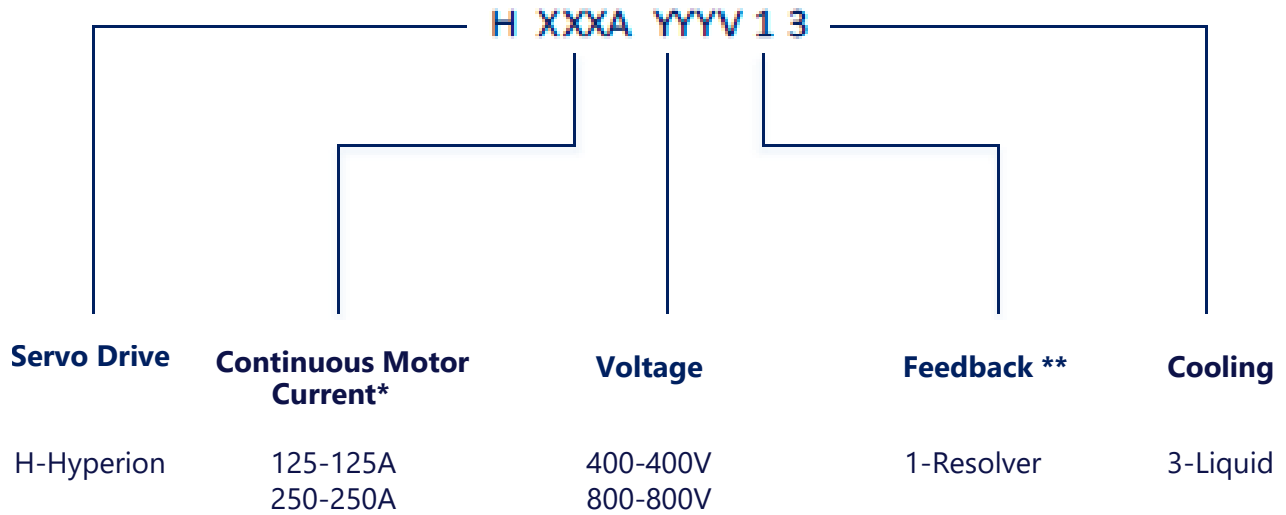 H XXXA YYYV 1 3
Servo Drive
Continuous Motor
Current*
Voltage
Feedback **
Cooling
H-Hyperion
125-125A
250-250A
400-400V
800-800V
1-Resolver
3-Liquid